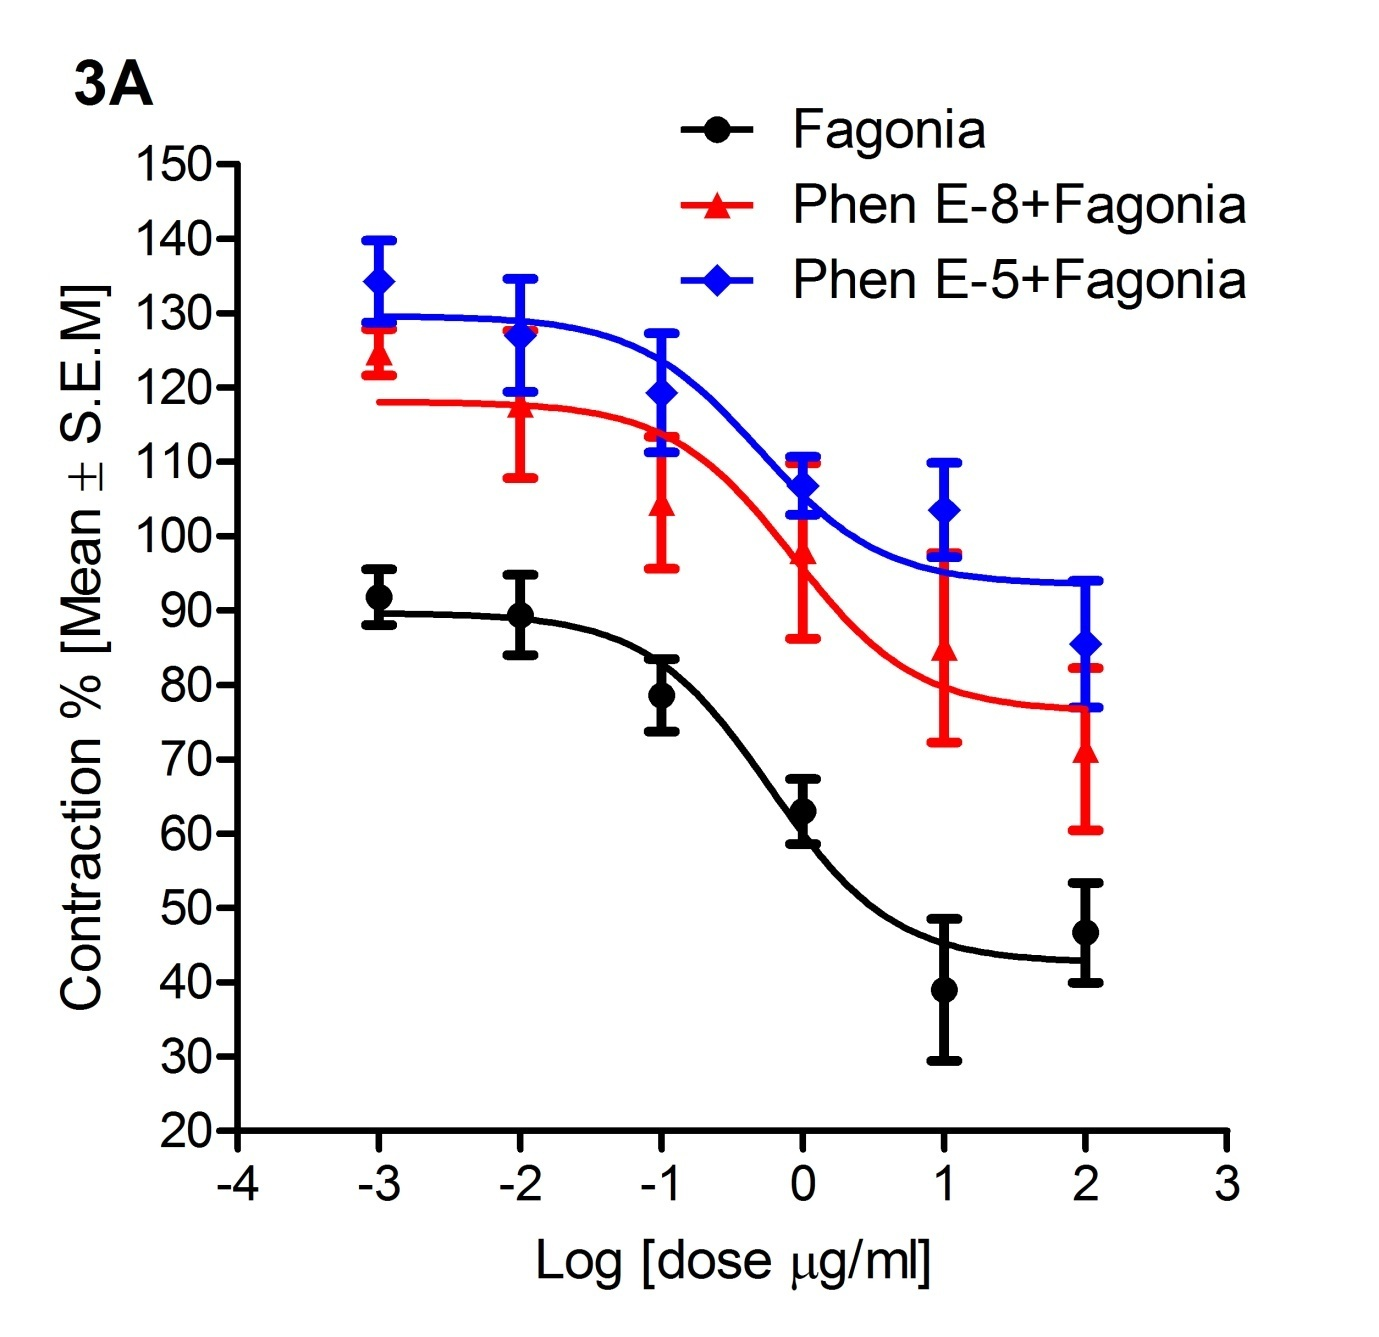 3A
Fagonia
Phen E-8+Fagonia
Phen E-5+Fagonia
Contraction % [Mean ± S.E.M]
150
140
130
120
110
100
90
80
70
60
50
40
30
20
-4 -3 -2 -1 0 1 2 3
Log [dose μg/ml]